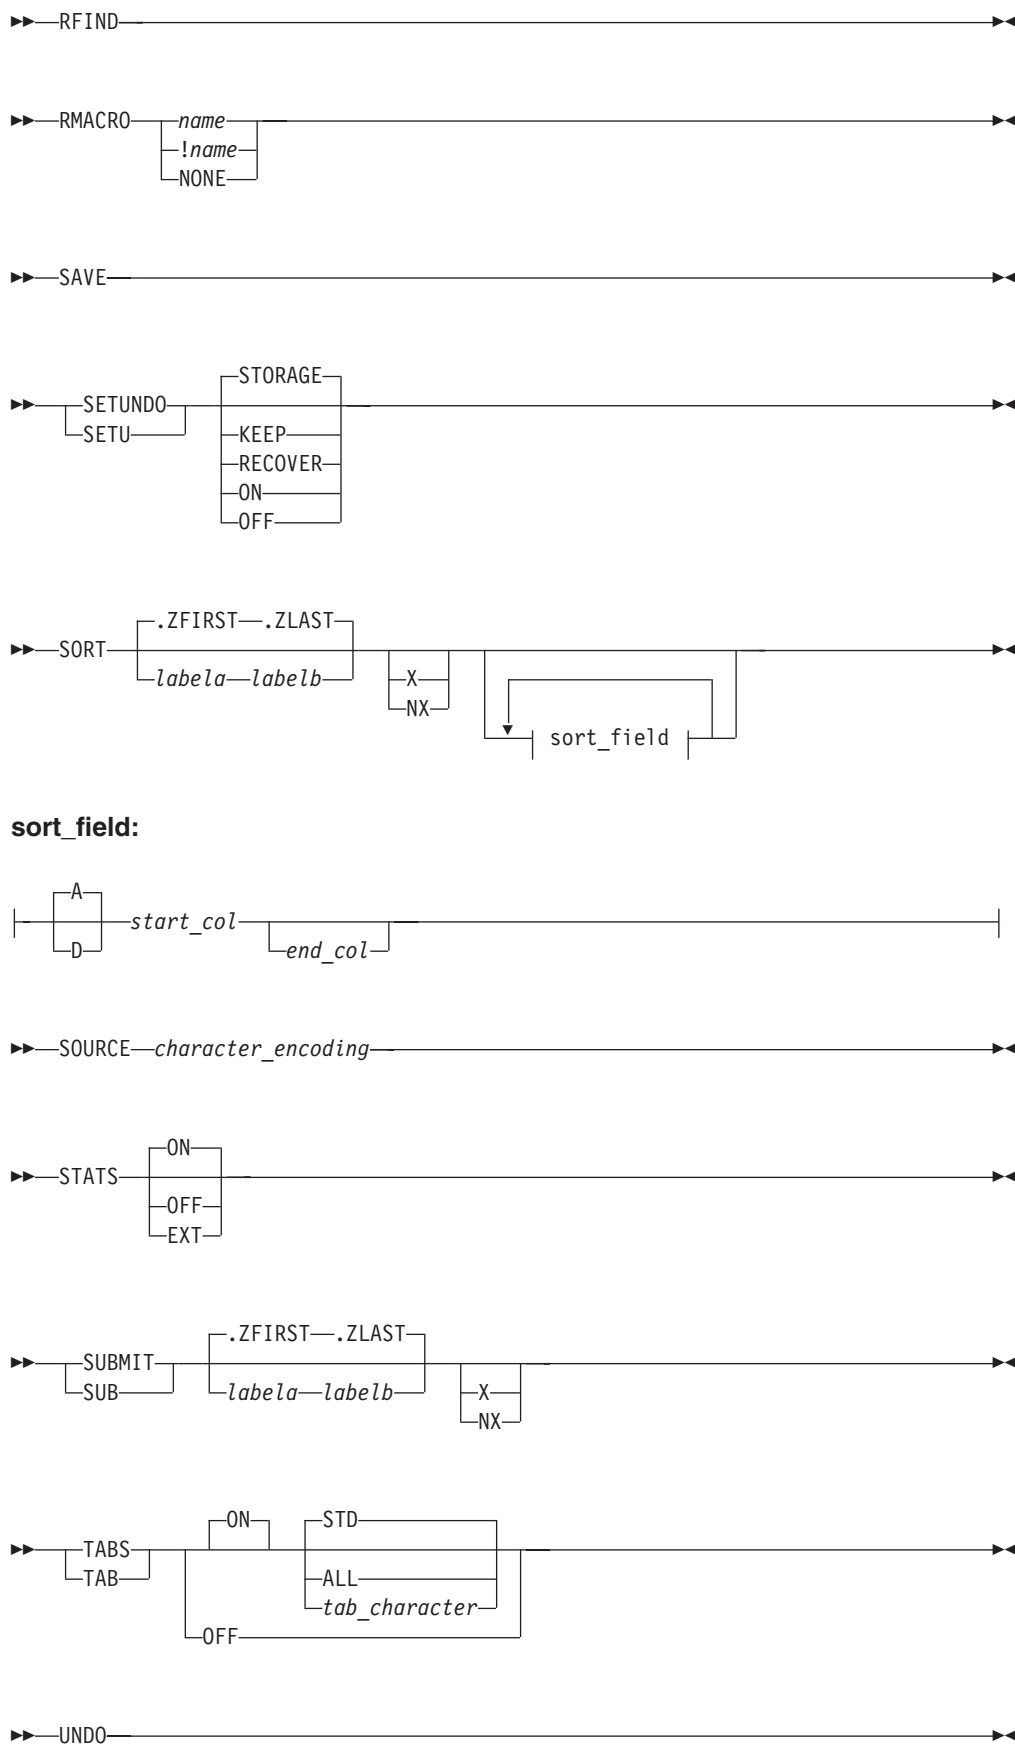 RFIND
RMACRO name
!name
NONE
SAVE
STORAGE
SETUNDO
SETU KEEP
RECOVER
ON
OFF
.ZFIRST .ZLAST
SORT
labela labelb X
NX
sort_field
sort_field:
A
start_col
D end_col
SOURCE character_encoding
ON
STATS
OFF
EXT
.ZFIRST .ZLAST
SUBMIT
SUB labela labelb X
NX
ON STD
TABS
TAB ALL
tab_character
OFF
UNDO